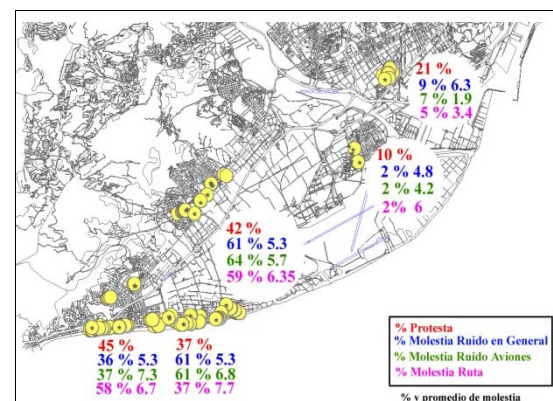 21 %
9 % 6.3
7 % 1.9
5 % 3.4
10 %
2 % 4.8
2 % 4.2
2% 6
42 %
61 % 5.3
64 % 5.7
59 % 6.35
45 %
36 % 5.3
37 % 7.3
58 % 6.7
37 %
61 % 5.3
61 % 6.8
37 % 7.7
% Protesta
% Molestia Ruido en General
% Molestia Ruido Aviones
% Molestia Ruta
% y promedio de molestia